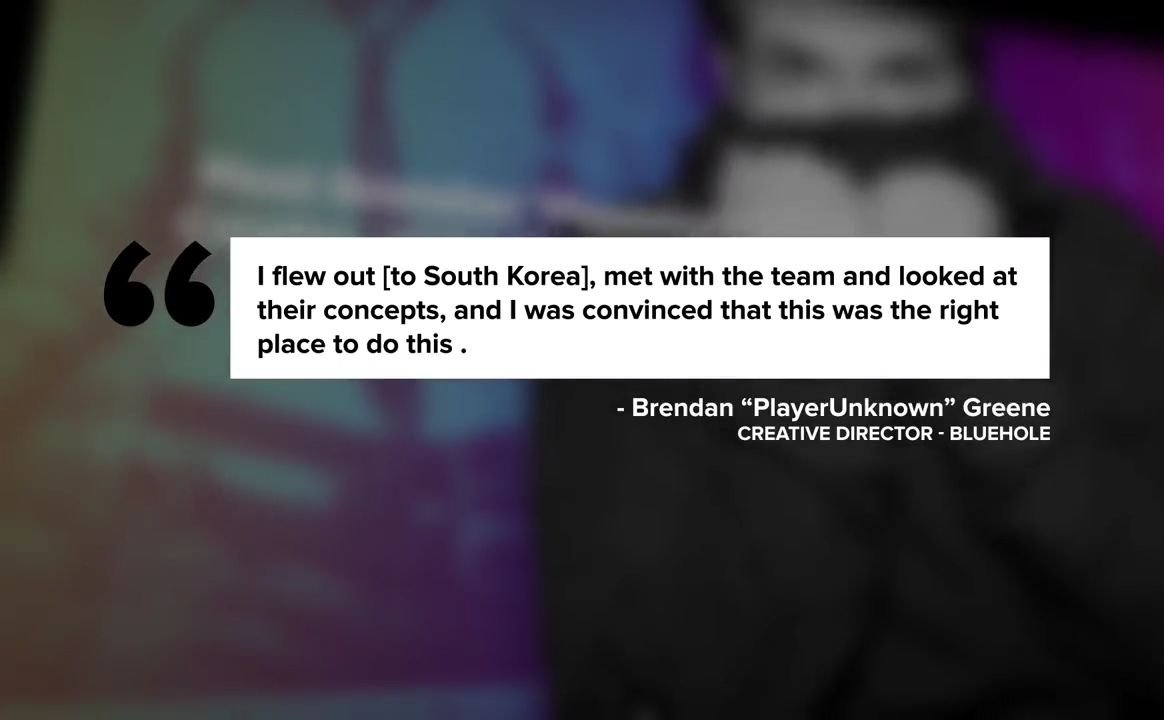 I flew out [to South Korea], met with the team and looked at
their concepts, and I was convinced that this was the right
place to do this .
- Brendan “PlayerUnknown” Greene
CREATIVE DIRECTOR - BLUEHOLE